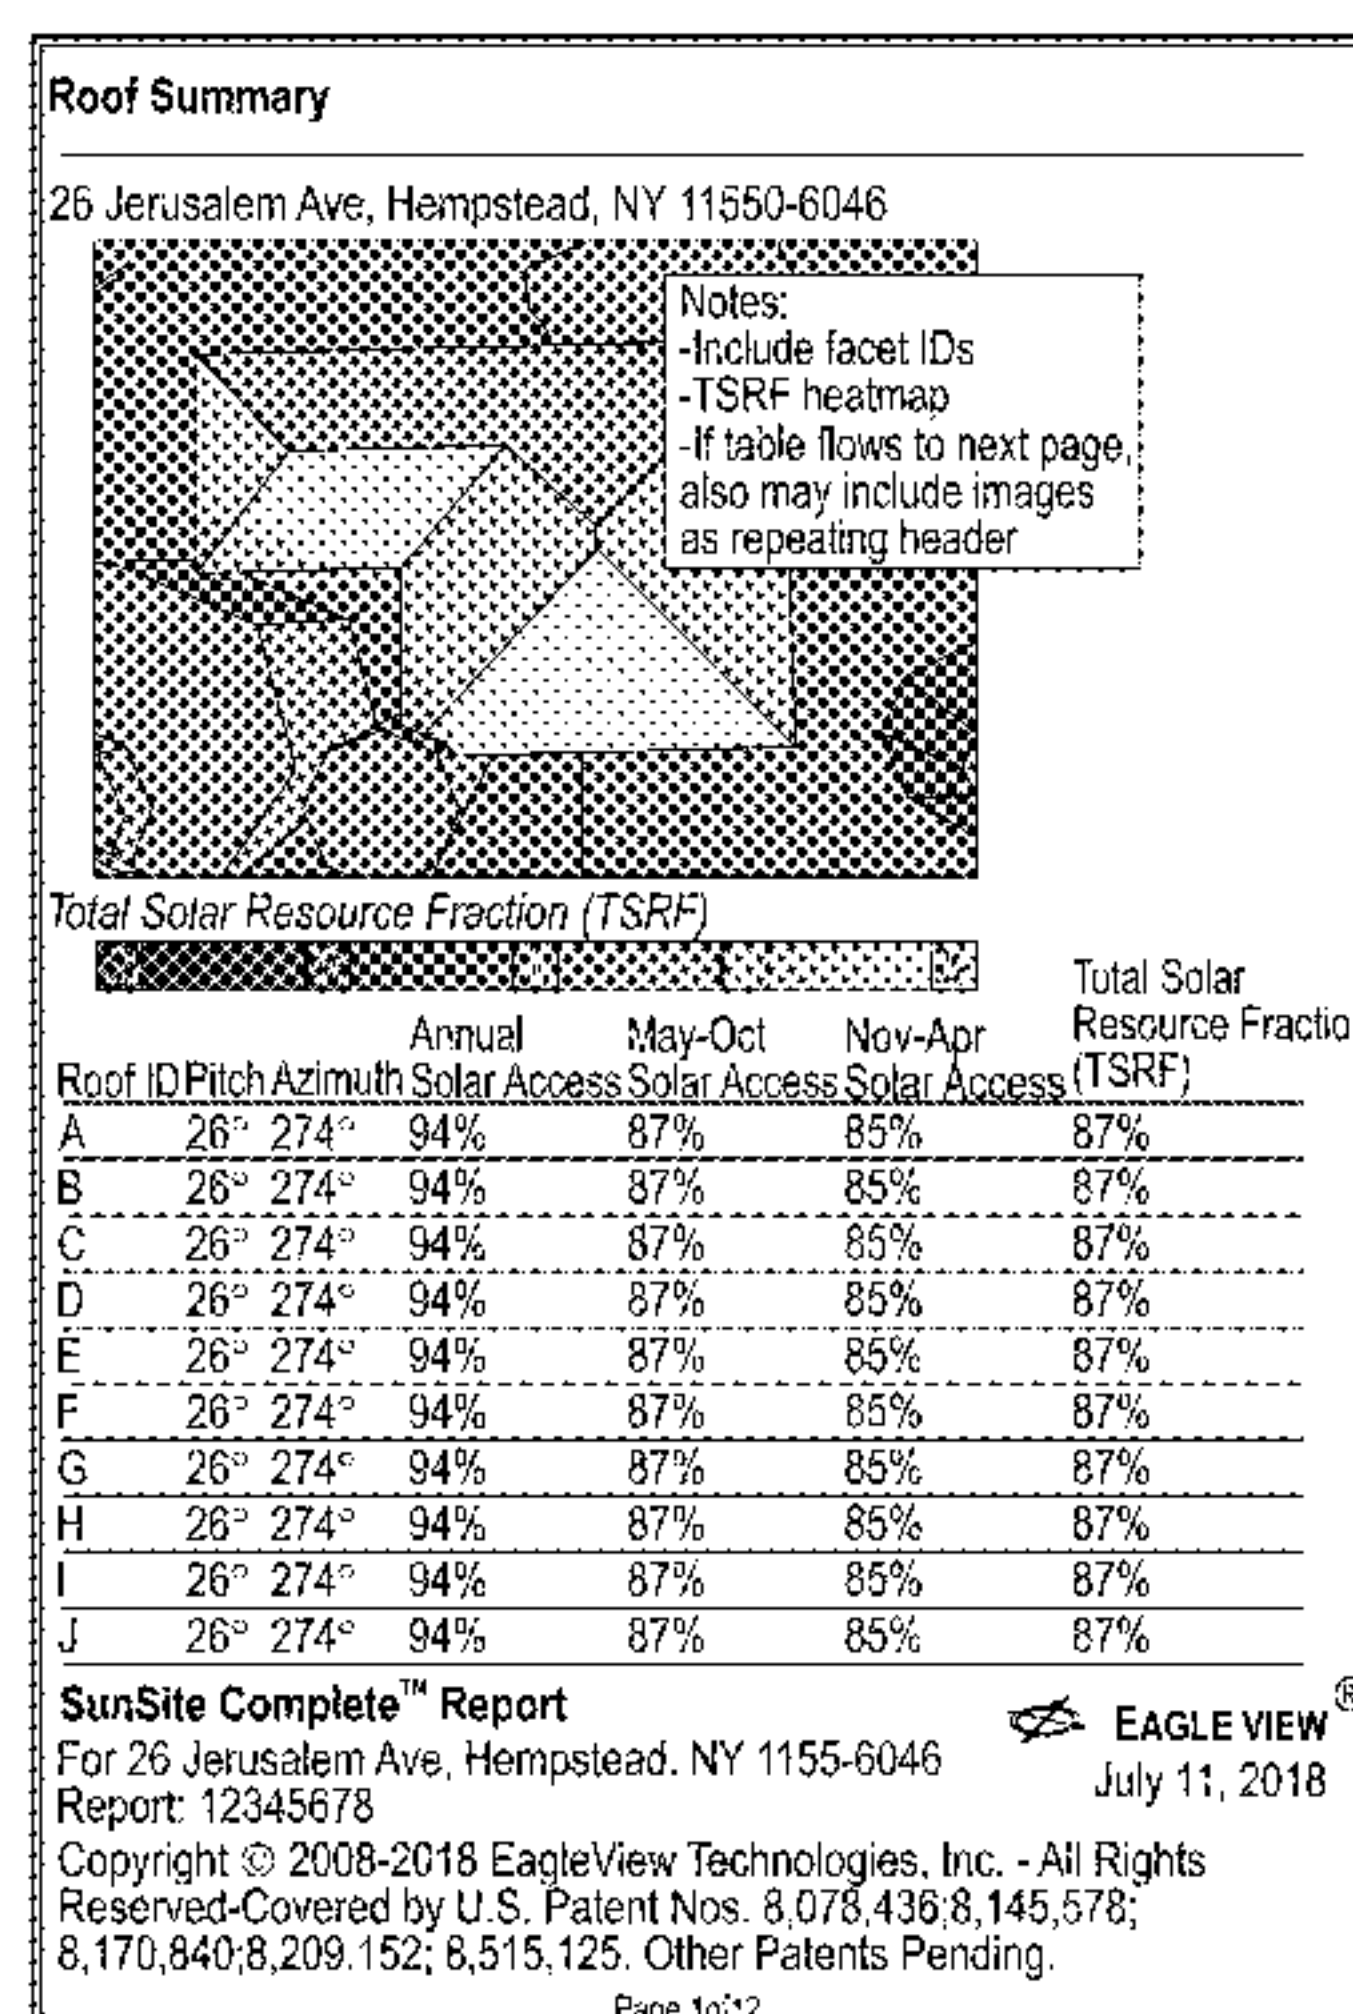 Roof Summary
26 Jerusalem Ave, Hempstead, NY 11550-6046
Notes:
-Include facet IDs
-TSRF heatmap
-If table flows to next page,
also may include images
as repeating header
Total Solar Resource Fraction (TSRF)
Roof ID Pitch Azimuth Annual Solar Access May-Oct Solar Access Nov-Apr Solar Access Total Solar Resource Fractio (TSRF)
A 26° 274° 94% 87% 85% 87%
B 26° 274° 94% 87% 85% 87%
C 26° 274° 94% 87% 85% 87%
D 26° 274° 94% 87% 85% 87%
E 26° 274° 94% 87% 85% 87%
F 26° 274° 94% 87% 85% 87%
G 26° 274° 94% 87% 85% 87%
H 26° 274° 94% 87% 85% 87%
I 26° 274° 94% 87% 85% 87%
J 26° 274° 94% 87% 85% 87%
SunSite Complete™ Report
EAGLE VIEW®
For 26 Jerusalem Ave, Hempstead. NY 1155-6046
July 11, 2018
Report: 12345678
Copyright © 2008-2018 EagleView Technologies, Inc. - All Rights
Reserved-Covered by U.S. Patent Nos. 8,078,436;8,145,578;
8,170,840;8,209.152; 8,515,125. Other Patents Pending.
Page 1of12